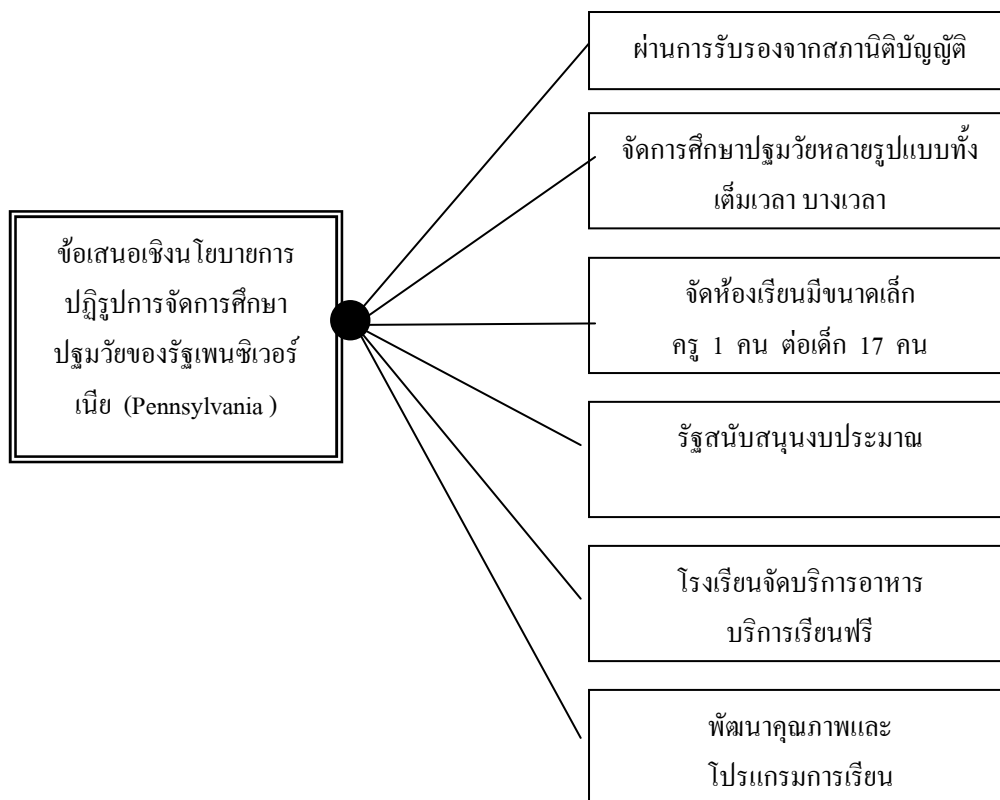 ผ่านการรับรองจากสภานิติบัญญัติ
จัดการศึกษาปฐมวัยหลายรูปแบบทั้ง
เต็มเวลา บางเวลา
ข้อเสนอเชิงนโยบายการ
ปฏิรูปการจัดการศึกษา
ปฐมวัยของรัฐเพนซิเวอร์
เนีย (Pennsylvania )
จัดห้องเรียนมีขนาดเล็ก
ครู 1 คน ต่อเด็ก 17 คน
รัฐสนับสนุนงบประมาณ
โรงเรียนจัดบริการอาหาร
บริการเรียนฟรี
พัฒนาคุณภาพและ
โปรแกรมการเรียน